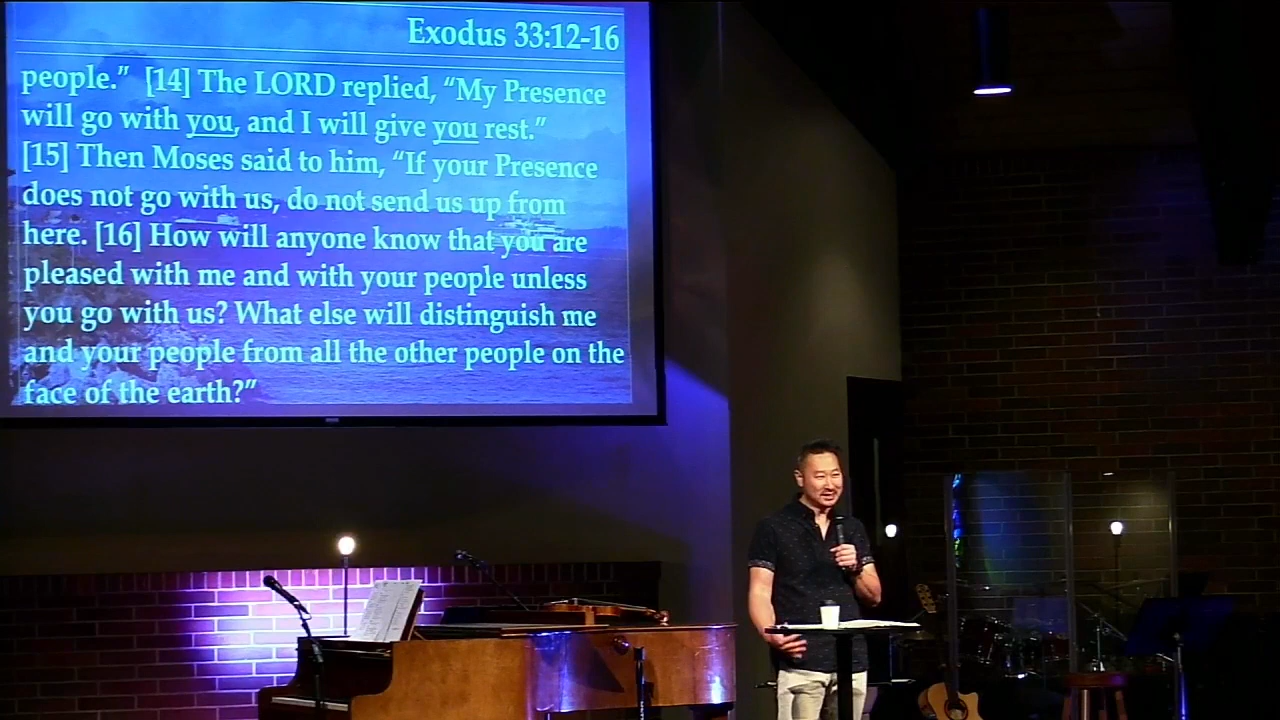 Exodus 33:12-16
people.” [14] The LORD replied, “My Presence
will go with you, and I will give you rest.”
[15] Then Moses said to him, “If your Presence
does not go with us, do not send us up from
here. [16] How will anyone know that you are
pleased with me and with your people unless
you go with us? What else will distinguish me
and your people from all the other people on the
face of the earth?”